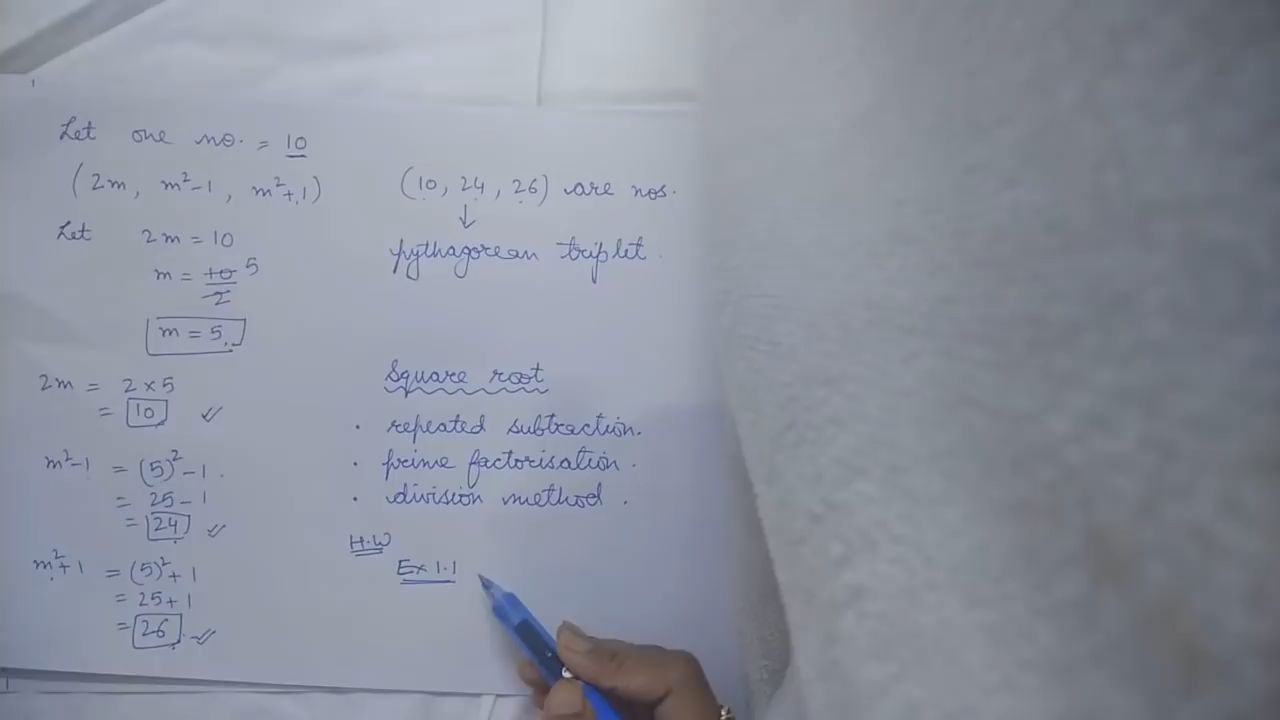 Let one no. = 10
(2m, m²-1, m²+1)
Let 2m = 10
m = 10/2 5
m = 5
2m = 2 × 5
= 10 ✓
m²-1 = (5)² - 1
= 25 - 1
= 24 ✓
m²+1 = (5)² + 1
= 25 + 1
= 26 ✓
(10, 24, 26) are nos.
↓
pythagorean triplet.
Square root
· repeated subtraction.
· prime factorisation.
· division method.
H.W
Ex 1.1